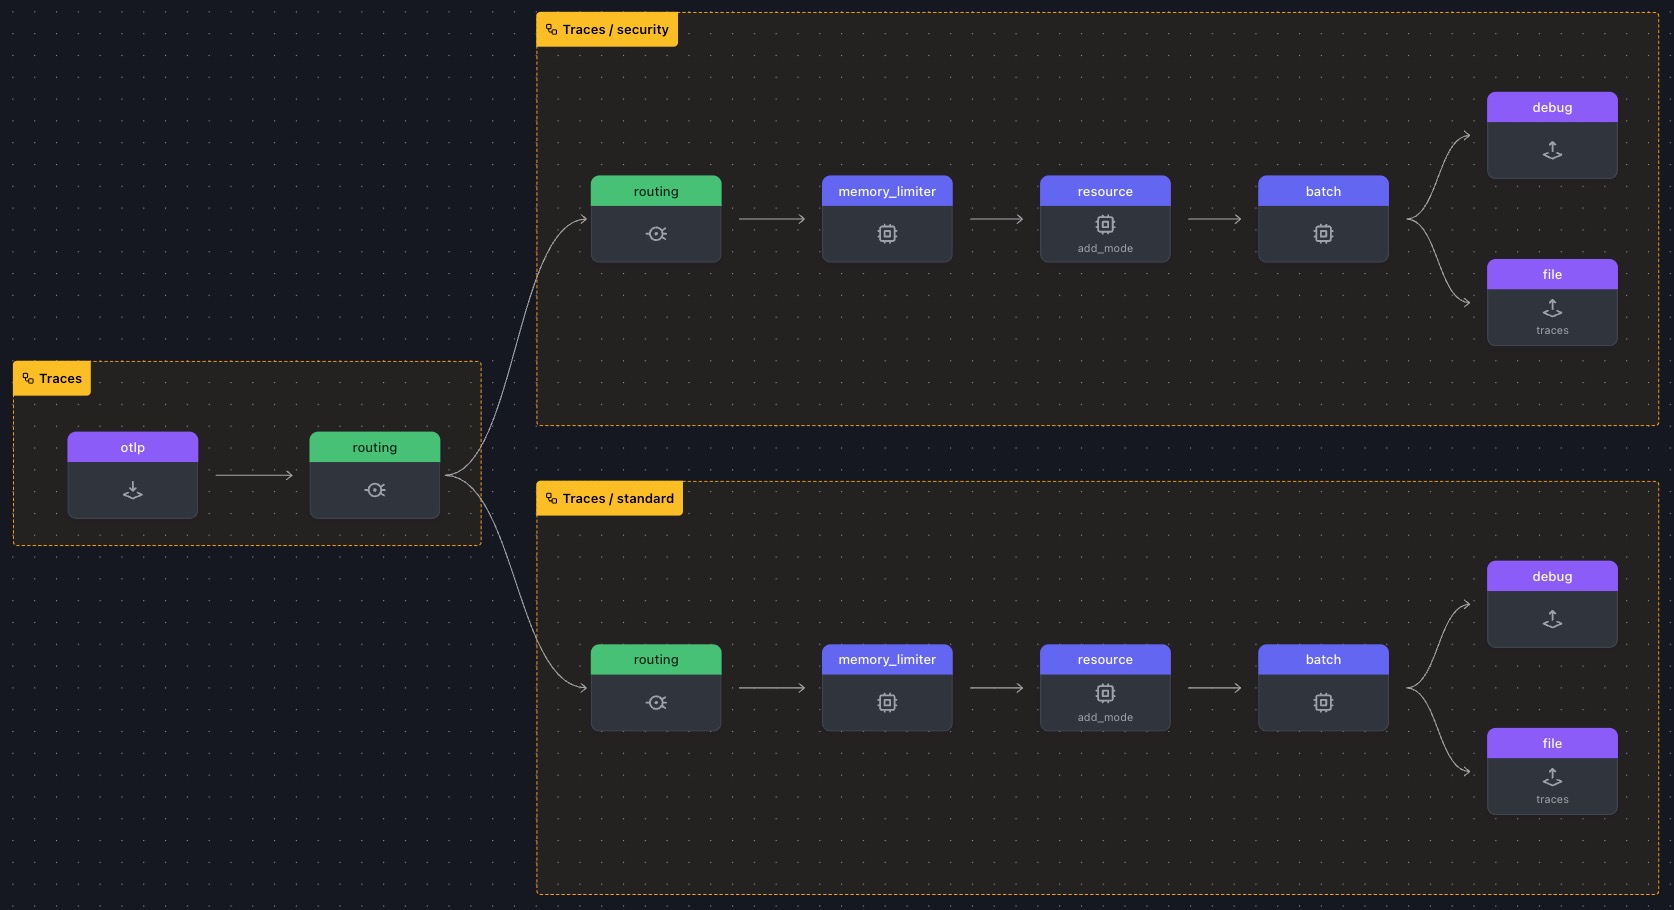 Traces / security
debug
routing
memory_limiter
resource
add_mode
batch
file
traces
Traces
otlp
routing
Traces / standard
debug
routing
memory_limiter
resource
add_mode
batch
file
traces